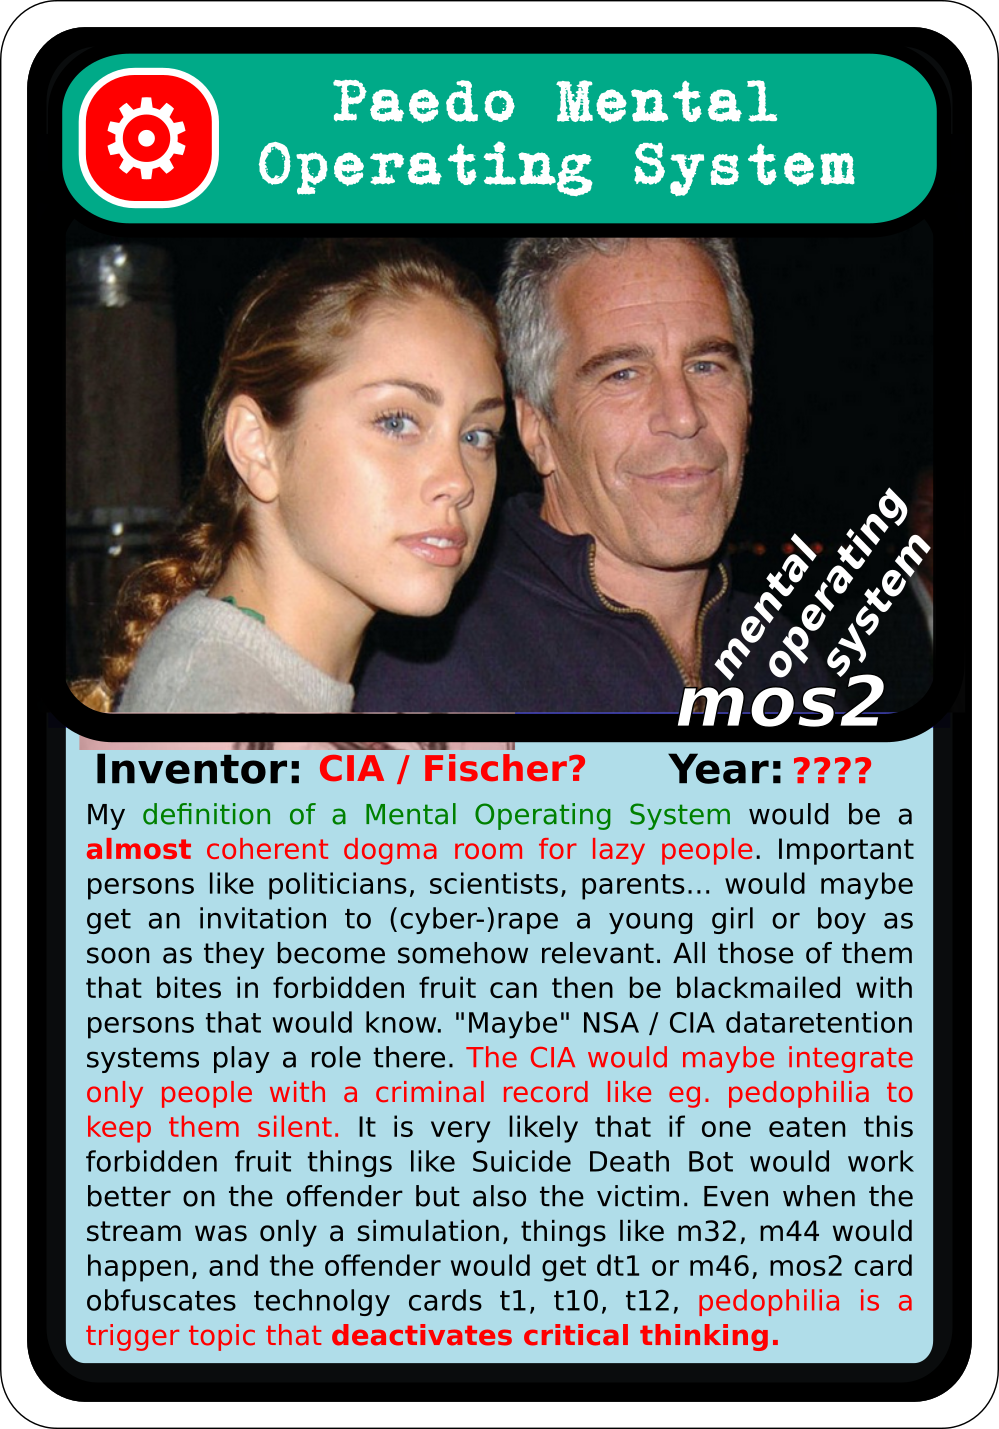 Paedo Mental
Operating System
mental
operating
system
mos2
Inventor: CIA / Fischer? Year: ????
My definition of a Mental Operating System would be a
almost coherent dogma room for lazy people. Important
persons like politicians, scientists, parents... would maybe
get an invitation to (cyber-)rape a young girl or boy as
soon as they become somehow relevant. All those of them
that bites in forbidden fruit can then be blackmailed with
persons that would know. "Maybe" NSA / CIA dataretention
systems play a role there. The CIA would maybe integrate
only people with a criminal record like eg. pedophilia to
keep them silent. It is very likely that if one eaten this
forbidden fruit things like Suicide Death Bot would work
better on the offender but also the victim. Even when the
stream was only a simulation, things like m32, m44 would
happen, and the offender would get dt1 or m46, mos2 card
obfuscates technolgy cards t1, t10, t12, pedophilia is a
trigger topic that deactivates critical thinking.